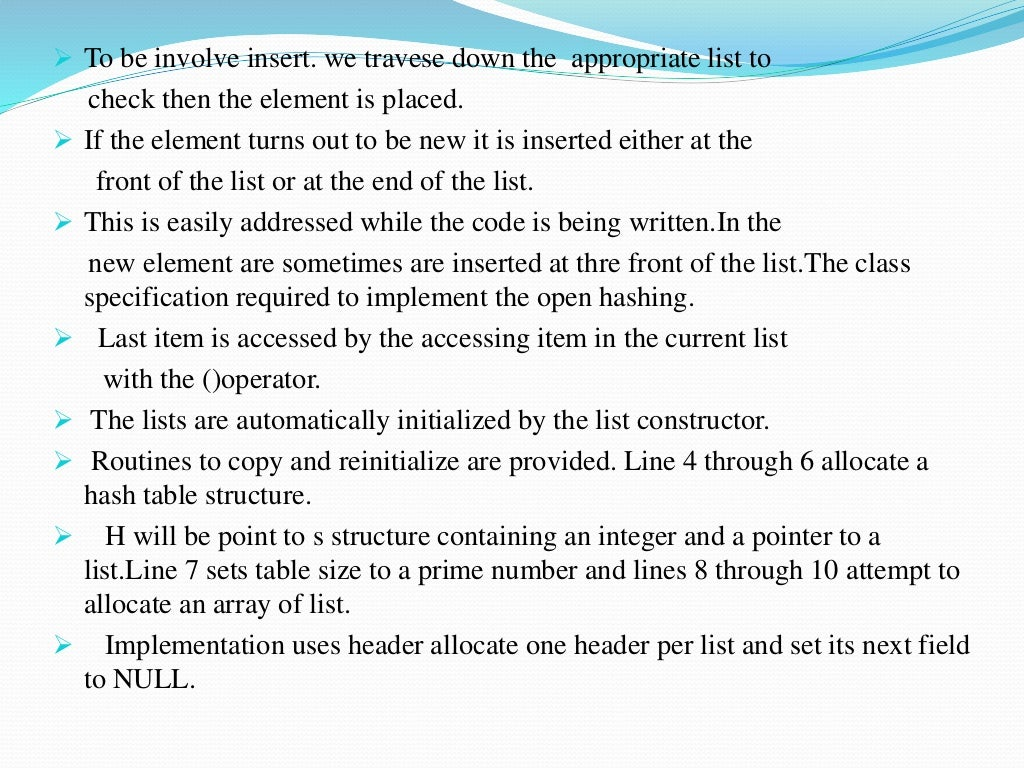 To be involve insert. we travese down the appropriate list to
check then the element is placed.
If the element turns out to be new it is inserted either at the
front of the list or at the end of the list.
This is easily addressed while the code is being written.In the
new element are sometimes are inserted at thre front of the list.The class
specification required to implement the open hashing.
Last item is accessed by the accessing item in the current list
with the ()operator.
The lists are automatically initialized by the list constructor.
Routines to copy and reinitialize are provided. Line 4 through 6 allocate a
hash table structure.
H will be point to s structure containing an integer and a pointer to a
list.Line 7 sets table size to a prime number and lines 8 through 10 attempt to
allocate an array of list.
Implementation uses header allocate one header per list and set its next field
to NULL.